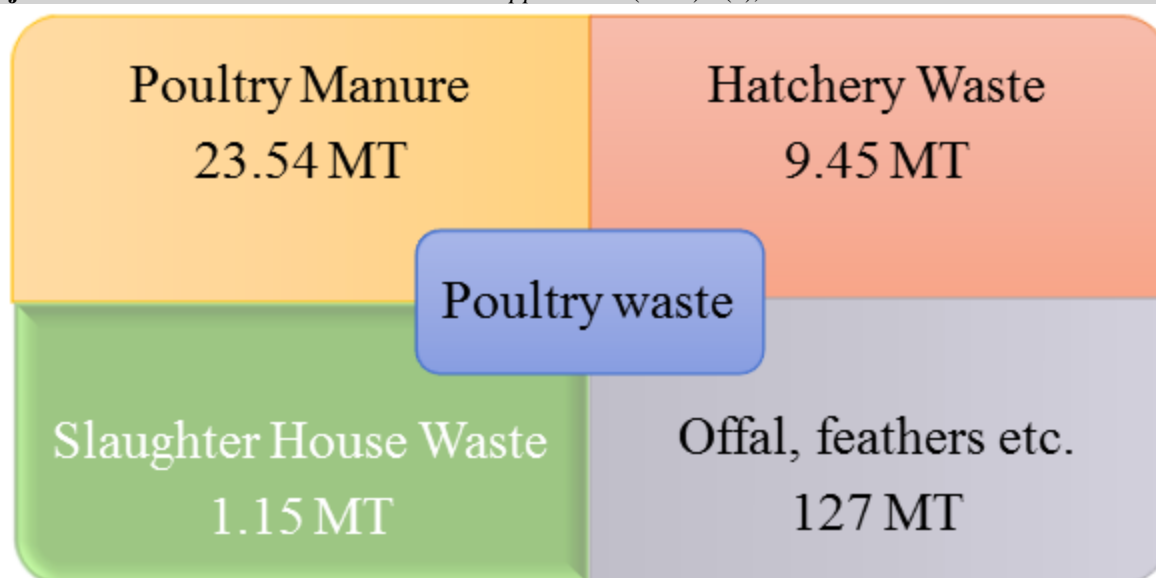 Poultry Manure
23.54 MT
Hatchery Waste
9.45 MT
Poultry waste
Slaughter House Waste
1.15 MT
Offal, feathers etc.
127 MT